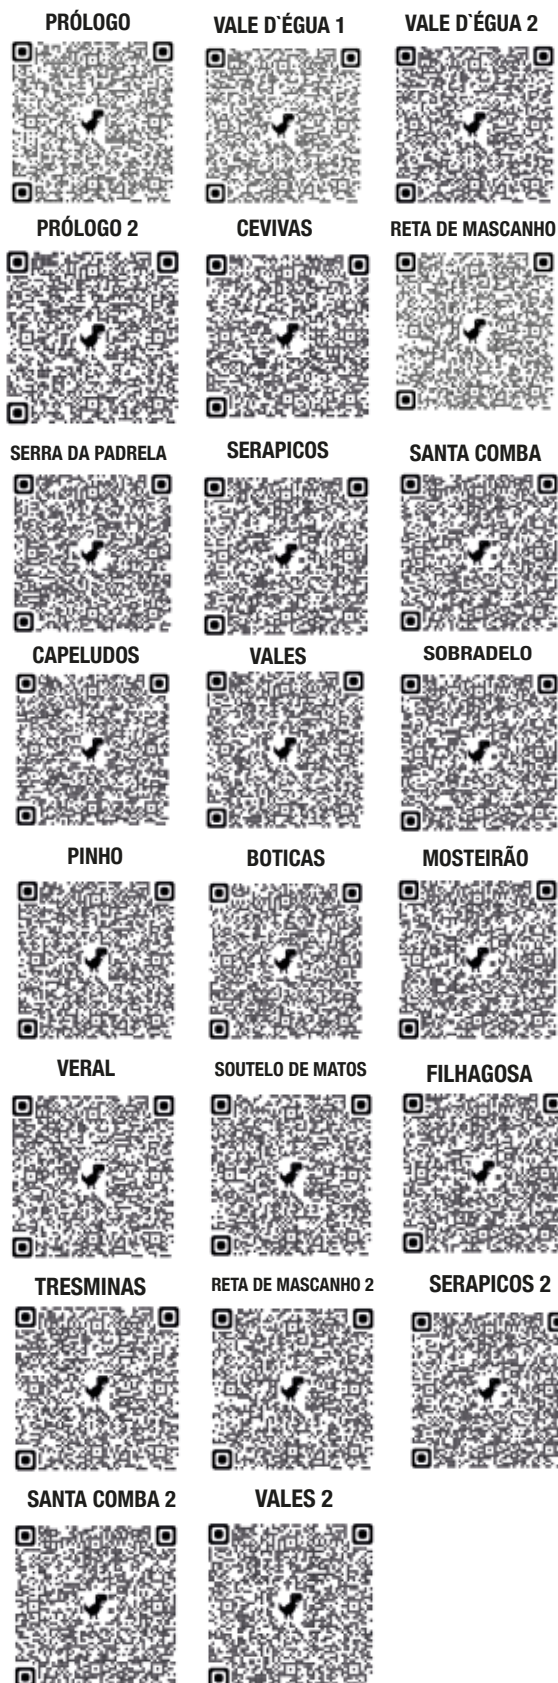 PRÓLOGO
VALE D`ÉGUA 1
VALE D`ÉGUA 2
PRÓLOGO 2
CEVIVAS
RETA DE MASCANHO
SERRA DA PADRELA
SERAPICOS
SANTA COMBA
CAPELUDOS
VALES
SOBRADELO
PINHO
BOTICAS
MOSTEIRÃO
VERAL
SOUTELO DE MATOS
FILHAGOSA
TRESMINAS
RETA DE MASCANHO 2
SERAPICOS 2
SANTA COMBA 2
VALES 2